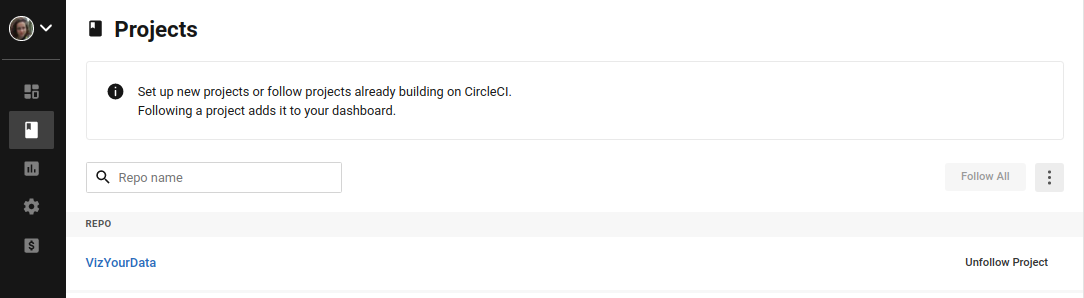 Projects
Set up new projects or follow projects already building on CircleCI.
Following a project adds it to your dashboard.
Repo name
Follow All
REPO
VizYourData
Unfollow Project